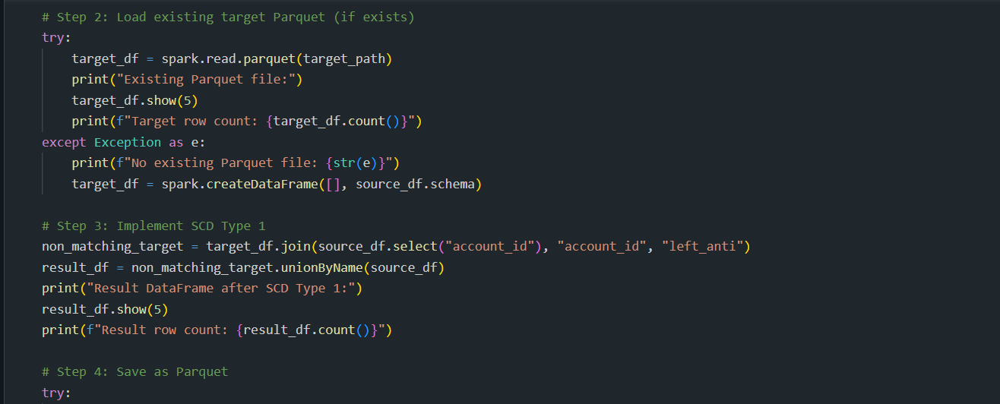 # Step 2: Load existing target Parquet (if exists)
try:
    target_df = spark.read.parquet(target_path)
    print("Existing Parquet file:")
    target_df.show(5)
    print(f"Target row count: {target_df.count()}")
except Exception as e:
    print(f"No existing Parquet file: {str(e)}")
    target_df = spark.createDataFrame([], source_df.schema)

# Step 3: Implement SCD Type 1
non_matching_target = target_df.join(source_df.select("account_id"), "account_id", "left_anti")
result_df = non_matching_target.unionByName(source_df)
print("Result DataFrame after SCD Type 1:")
result_df.show(5)
print(f"Result row count: {result_df.count()}")

# Step 4: Save as Parquet
try: